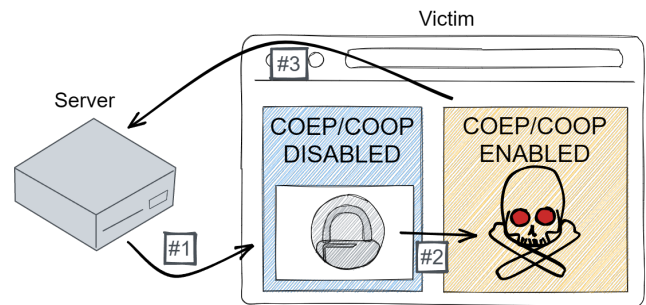 Victim
#3
Server
COEP/COOP
DISABLED
COEP/COOP
ENABLED
#1
#2